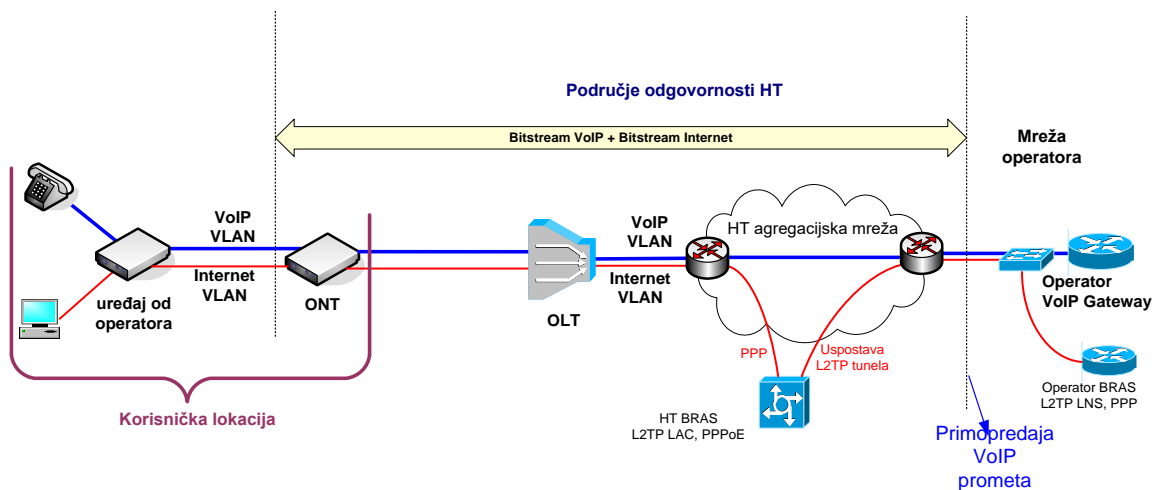 Područje odgovornosti HT
Bitstream VoIP + Bitstream Internet
Mreža
operatora
VoIP
VLAN
Internet
VLAN
uređaj od
operatora
ONT
OLT
VoIP
VLAN
Internet
VLAN
HT agregacijska mreža
Operator
VoIP Gateway
PPP
Uspostava
L2TP tunela
Operator BRAS
L2TP LNS, PPP
HT BRAS
L2TP LAC, PPPoE
Korisnička lokacija
Primopredaja
VoIP
prometa